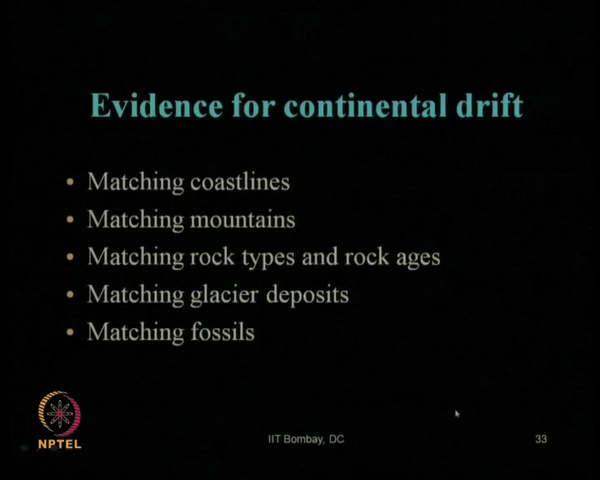 Evidence for continental drift
• Matching coastlines
• Matching mountains
• Matching rock types and rock ages
• Matching glacier deposits
• Matching fossils
NPTEL
IIT Bombay, DC
33